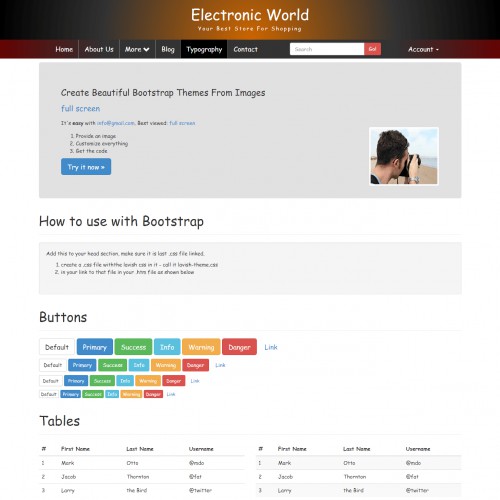 Electronic World
Your Best Store For Shopping
Home About Us More Blog Typography Contact Search Go! Account
Create Beautiful Bootstrap Themes From Images
full screen
It's easy with info@gmail.com. Best viewed: full screen
1. Provide an image
2. Customize everything
3. Get the code
Try it now »
How to use with Bootstrap
Add this to your head section, make sure it is last .css file linked.
1. create a .css file withthe lavish css in it - call it lavish-theme.css
2. in your link to that file in your .htm file as shown below
Buttons
Default Primary Success Info Warning Danger Link
Default Primary Success Info Warning Danger Link
Default Primary Success Info Warning Danger Link
Default Primary Success Info Warning Danger Link
Tables
# First Name Last Name Username # First Name Last Name Username
1 Mark Otto @mdo 1 Mark Otto @mdo
2 Jacob Thornton @fat 2 Jacob Thornton @fat
3 Larry the Bird @twitter 3 Larry the Bird @twitter